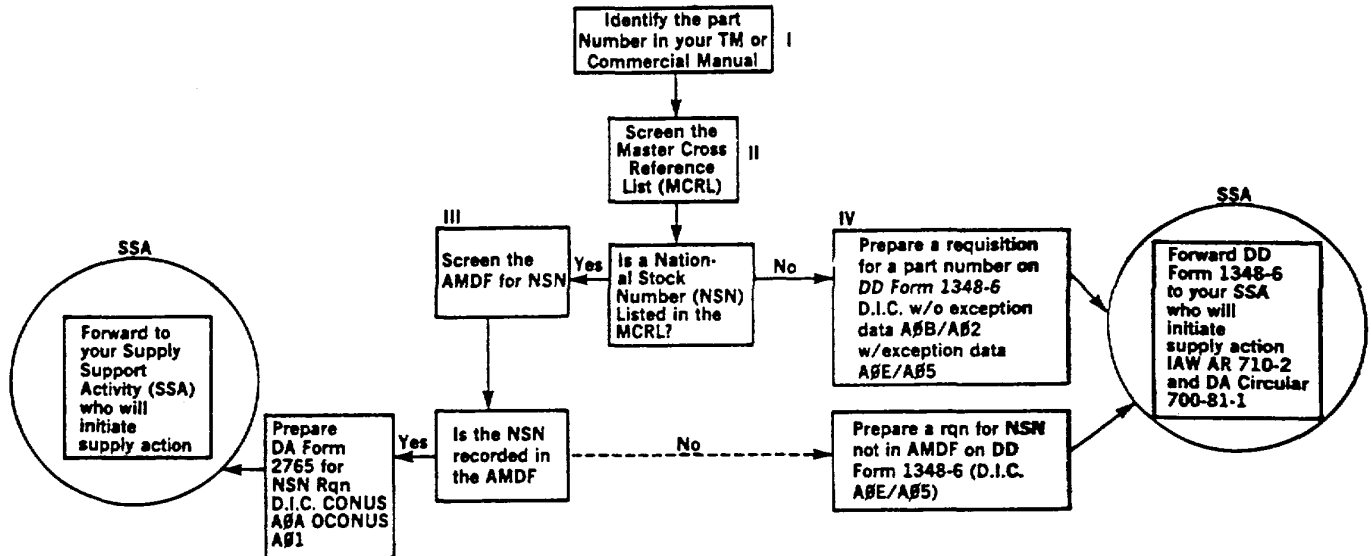 Identify the part
Number in your TM or
Commercial Manual
I
Screen the
Master Cross
Reference
List (MCRL)
II
III
Screen the
AMDF for NSN
Yes
Is a Nation-
al Stock
Number (NSN)
Listed in the
MCRL?
No
IV
Prepare a requisition
for a part number on
DD Form 1348-6
D.I.C. w/o exception
data AØB/AØ2
w/exception data
AØE/AØ5
SSA
Forward DD
Form 1348-6
to your SSA
who will
initiate
supply action
IAW AR 710-2
and DA Circular
700-81-1
SSA
Forward to
your Supply
Support
Activity (SSA)
who will
initiate
supply action
Prepare
DA Form
2765 for
NSN Rqn
D.I.C. CONUS
AØA OCONUS
AØ1
Yes
Is the NSN
recorded in
the AMDF
No
Prepare a rqn for NSN
not in AMDF on DD
Form 1348-6 (D.I.C.
AØE/AØ5)